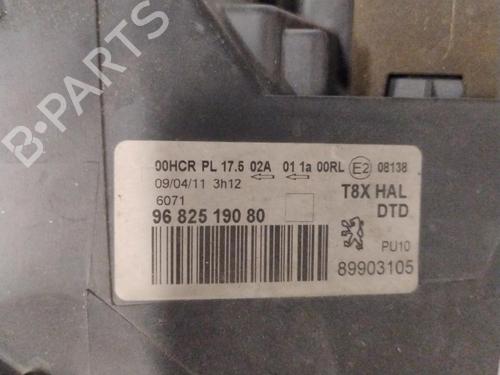 B-PARTS
00HCR PL 17.5 02A 01 1a 00RL E2 08138
09/04/11 3h12
6071
T8X HAL
96 825 190 80
DTD
PU10
89903105